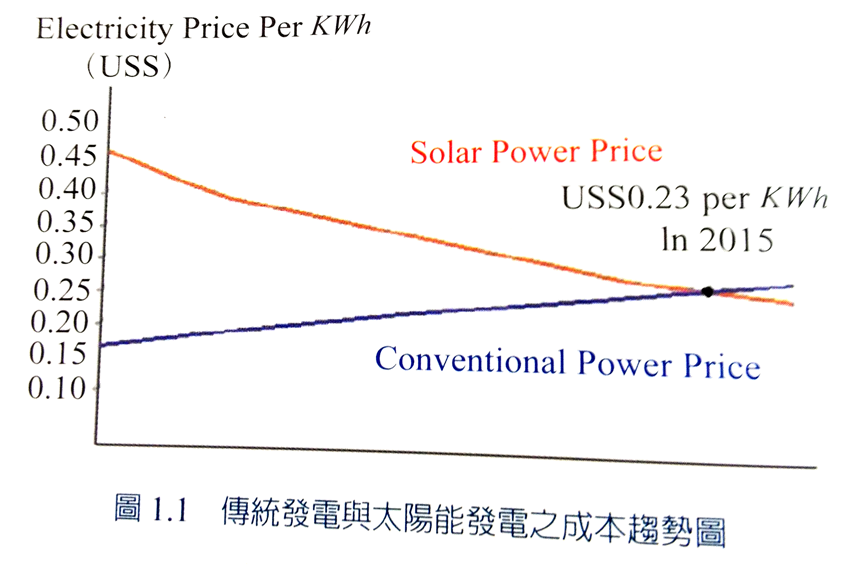 Electricity Price Per KWh
(USS)
0.50
0.45
0.40
0.35
0.30
0.25
0.20
0.15
0.10
Solar Power Price
USS0.23 per KWh
ln 2015
Conventional Power Price
圖 1.1 傳統發電與太陽能發電之成本趨勢圖